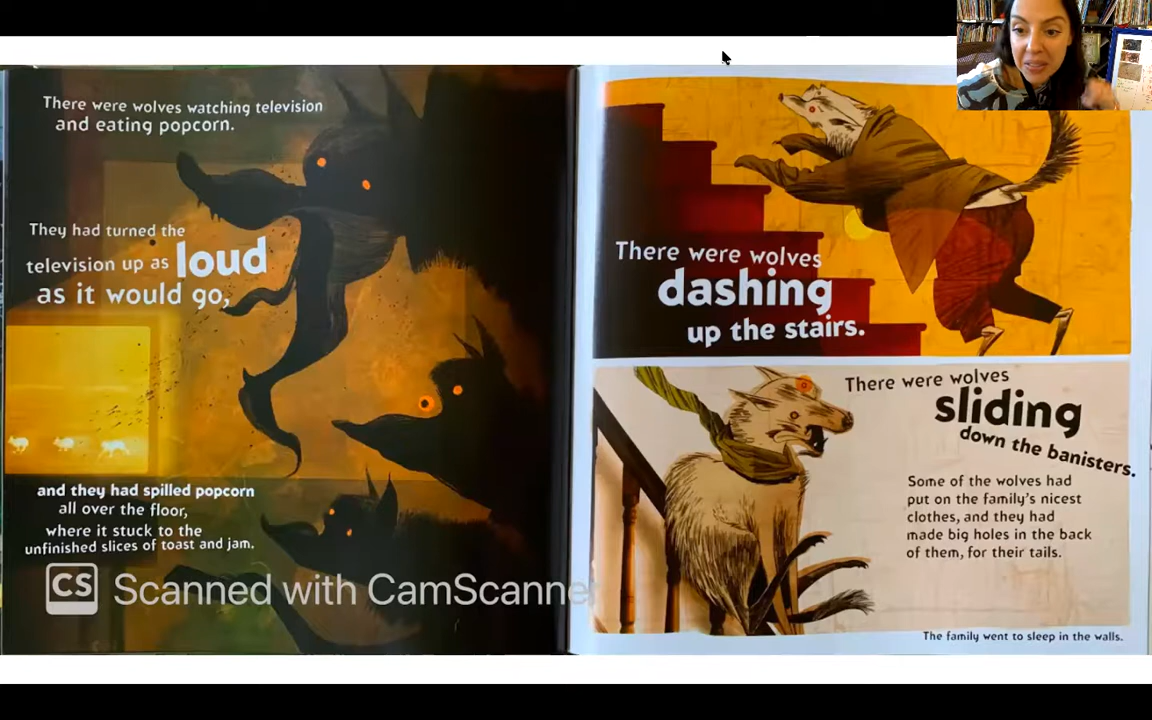 There were wolves watching television
and eating popcorn.
They had turned the
television up as loud
as it would go,
and they had spilled popcorn
all over the floor,
where it stuck to the
unfinished slices of toast and jam.
CS Scanned with CamScanne
There were wolves
dashing
up the stairs.
There were wolves
sliding
down the banisters.
Some of the wolves had
put on the family's nicest
clothes, and they had
made big holes in the back
of them, for their tails.
The family went to sleep in the walls.